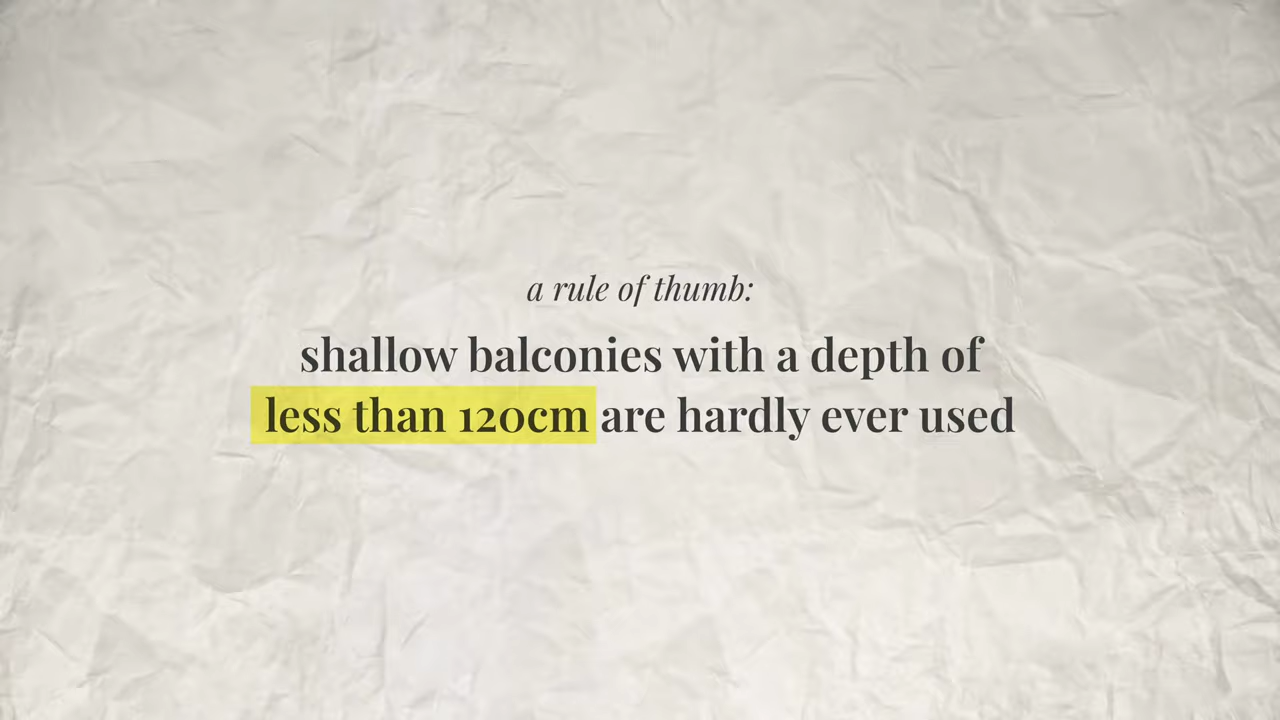 a rule of thumb:
shallow balconies with a depth of
less than 120cm are hardly ever used